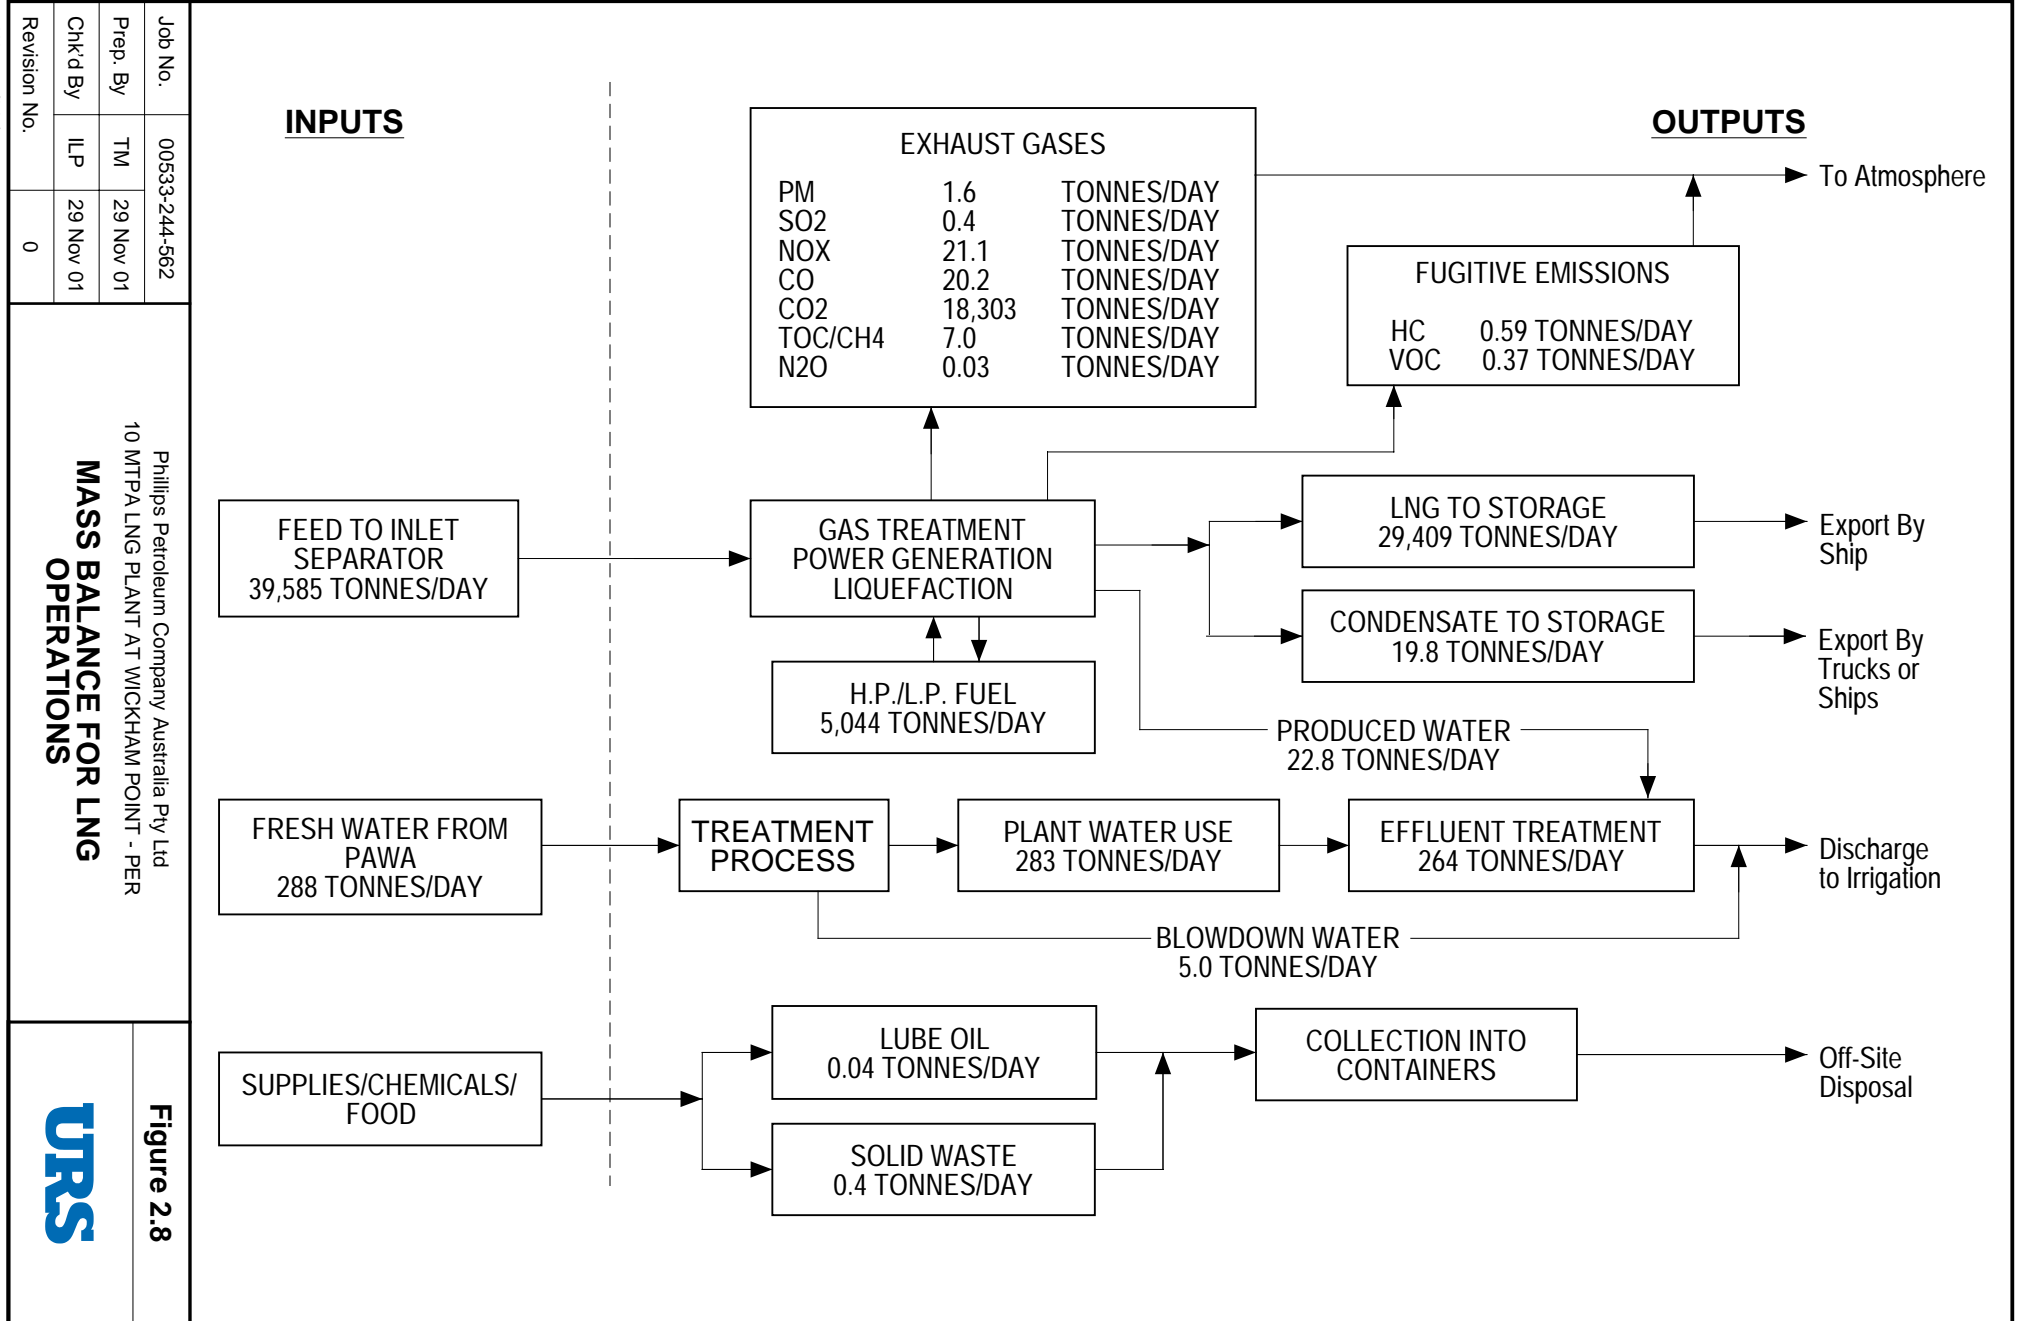 Job No. 00533-244-562
Prep. By TM 29 Nov 01
Chk'd By ILP 29 Nov 01
Revision No. 0
Phillips Petroleum Company Australia Pty Ltd
10 MTPA LNG PLANT AT WICKHAM POINT - PER
MASS BALANCE FOR LNG
OPERATIONS
Figure 2.8
URS
INPUTS
OUTPUTS
EXHAUST GASES
PM 1.6 TONNES/DAY
SO2 0.4 TONNES/DAY
NOX 21.1 TONNES/DAY
CO 20.2 TONNES/DAY
CO2 18,303 TONNES/DAY
TOC/CH4 7.0 TONNES/DAY
N2O 0.03 TONNES/DAY
To Atmosphere
FUGITIVE EMISSIONS
HC 0.59 TONNES/DAY
VOC 0.37 TONNES/DAY
FEED TO INLET
SEPARATOR
39,585 TONNES/DAY
GAS TREATMENT
POWER GENERATION
LIQUEFACTION
LNG TO STORAGE
29,409 TONNES/DAY
Export By
Ship
CONDENSATE TO STORAGE
19.8 TONNES/DAY
Export By
Trucks or
Ships
H.P./L.P. FUEL
5,044 TONNES/DAY
PRODUCED WATER
22.8 TONNES/DAY
FRESH WATER FROM
PAWA
288 TONNES/DAY
TREATMENT
PROCESS
PLANT WATER USE
283 TONNES/DAY
EFFLUENT TREATMENT
264 TONNES/DAY
Discharge
to Irrigation
BLOWDOWN WATER
5.0 TONNES/DAY
SUPPLIES/CHEMICALS/
FOOD
LUBE OIL
0.04 TONNES/DAY
SOLID WASTE
0.4 TONNES/DAY
COLLECTION INTO
CONTAINERS
Off-Site
Disposal